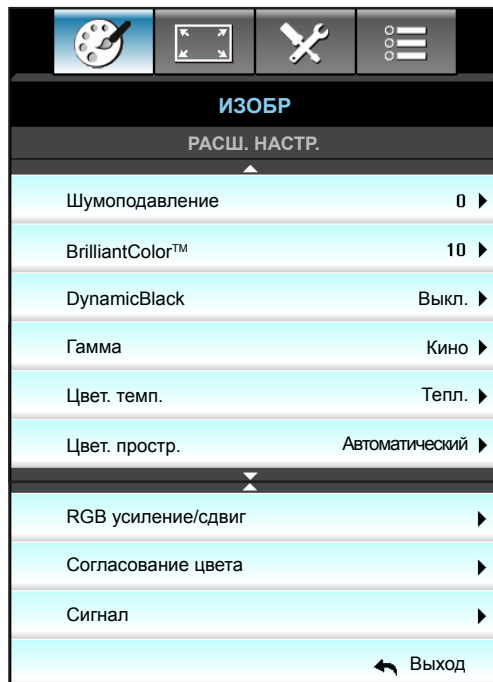 ИЗОБР
РАСШ. НАСТР.
Шумоподавление 0
BrilliantColor™ 10
DynamicBlack Выкл.
Гамма Кино
Цвет. темп. Тепл.
Цвет. простр. Автоматический
RGB усиление/сдвиг
Согласование цвета
Сигнал
Выход